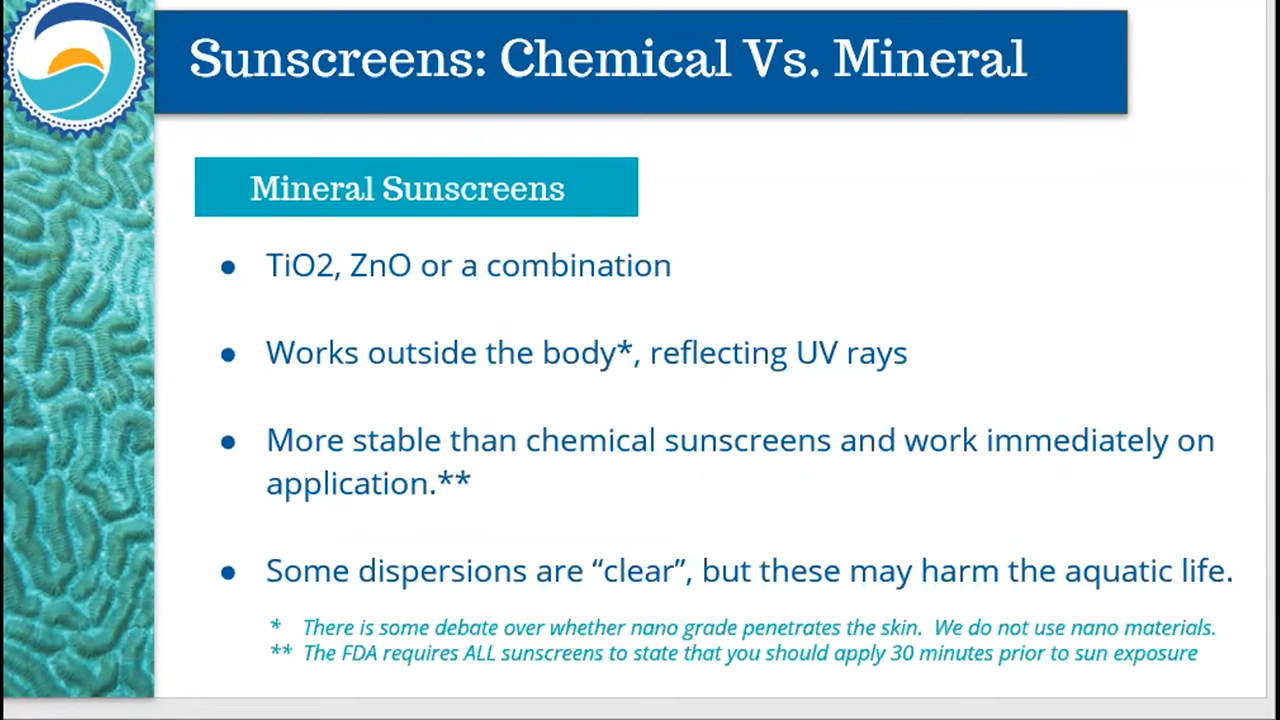 Sunscreens: Chemical Vs. Mineral
Mineral Sunscreens
● TiO2, ZnO or a combination
● Works outside the body*, reflecting UV rays
● More stable than chemical sunscreens and work immediately on
application.**
● Some dispersions are “clear”, but these may harm the aquatic life.
* There is some debate over whether nano grade penetrates the skin. We do not use nano materials.
** The FDA requires ALL sunscreens to state that you should apply 30 minutes prior to sun exposure